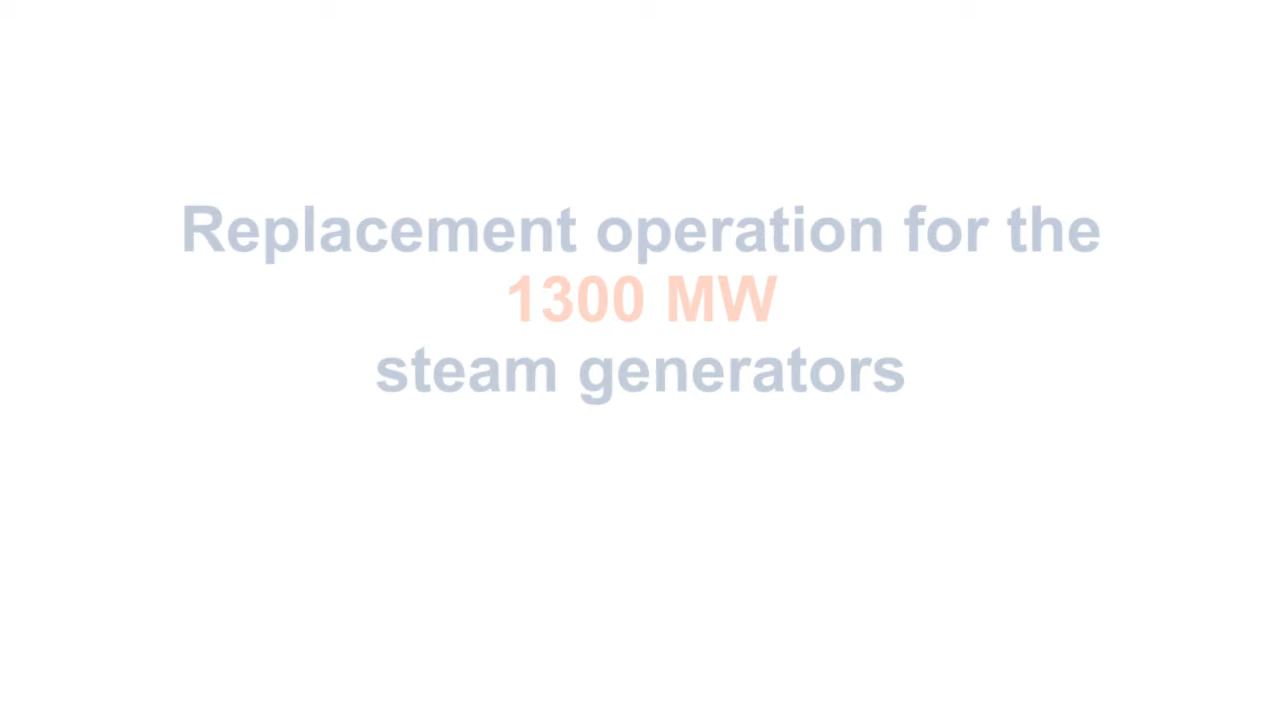 Replacement operation for the
1300 MW
steam generators